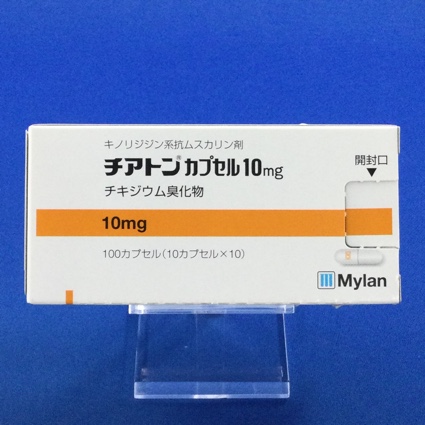 キノリジジン系抗ムスカリン剤
チアトン®カプセル10mg
チキジウム臭化物
開封口
▼
10mg
100カプセル(10カプセル×10)
Mylan